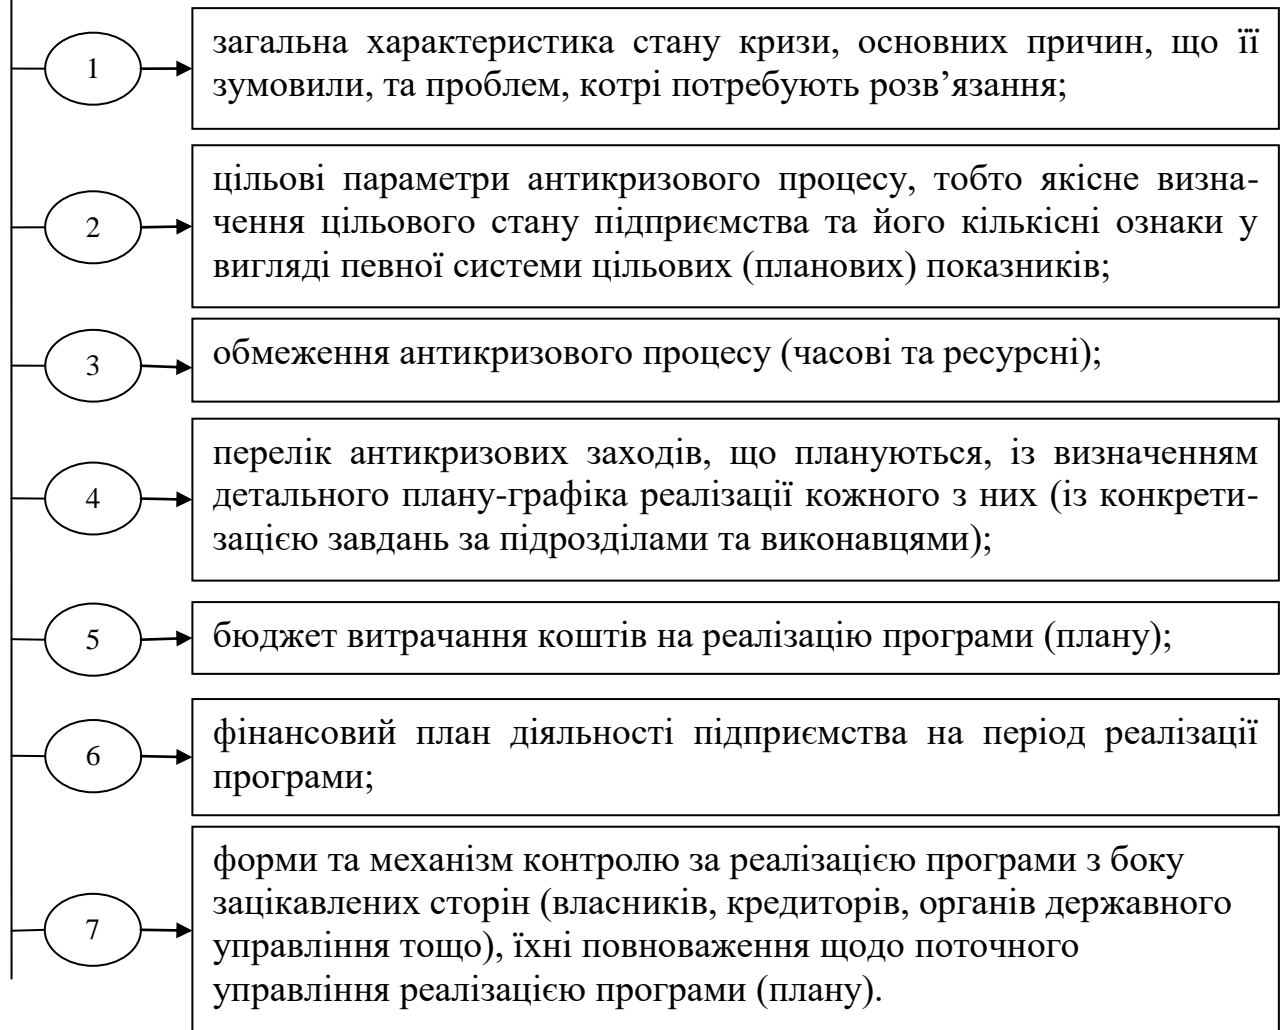 1
загальна характеристика стану кризи, основних причин, що її
зумовили, та проблем, котрі потребують розв’язання;
2
цільові параметри антикризового процесу, тобто якісне визна-
чення цільового стану підприємства та його кількісні ознаки у
вигляді певної системи цільових (планових) показників;
3
обмеження антикризового процесу (часові та ресурсні);
4
перелік антикризових заходів, що плануються, із визначенням
детального плану-графіка реалізації кожного з них (із конкрети-
зацією завдань за підрозділами та виконавцями);
5
бюджет витрачання коштів на реалізацію програми (плану);
6
фінансовий план діяльності підприємства на період реалізації
програми;
7
форми та механізм контролю за реалізацією програми з боку
зацікавлених сторін (власників, кредиторів, органів державного
управління тощо), їхні повноваження щодо поточного
управління реалізацією програми (плану).